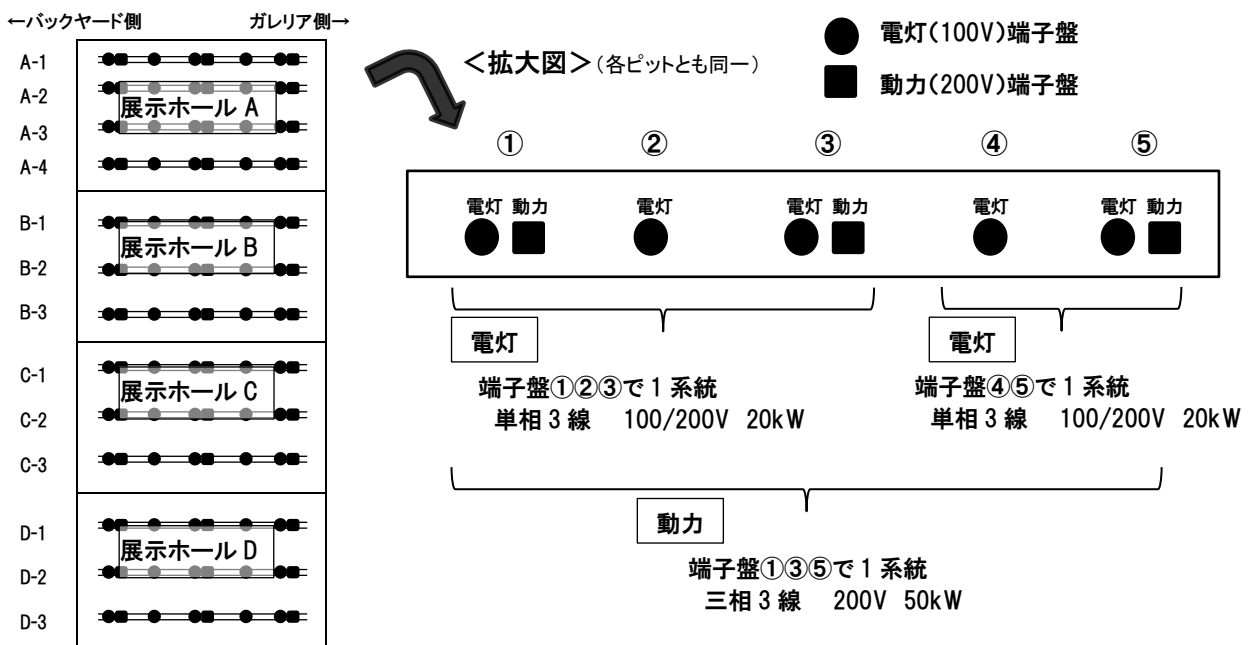 ←バックヤード側 ガレリア側→
A-1
A-2
A-3
A-4
展示ホール A
B-1
B-2
B-3
展示ホール B
C-1
C-2
C-3
展示ホール C
D-1
D-2
D-3
展示ホール D
＜拡大図＞（各ピットとも同一）
電灯（100V）端子盤
動力（200V）端子盤
① ② ③ ④ ⑤
電灯 動力 電灯 電灯 動力 電灯 電灯 動力
電灯
端子盤①②③で 1 系統
単相 3 線 100/200V 20kW
電灯
端子盤④⑤で 1 系統
単相 3 線 100/200V 20kW
動力
端子盤①③⑤で 1 系統
三相 3 線 200V 50kW